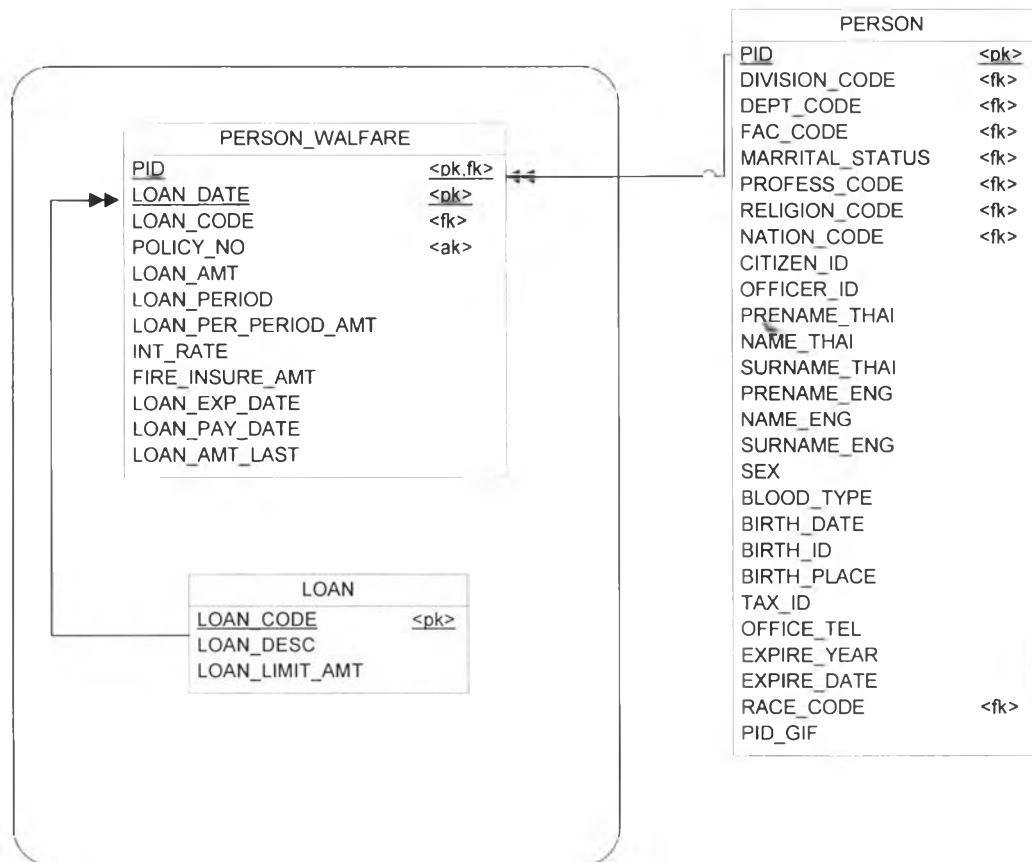 PERSON
PID <pk>
DIVISION_CODE <fk>
DEPT_CODE <fk>
FAC_CODE <fk>
MARRITAL_STATUS <fk>
PROFESS_CODE <fk>
RELIGION_CODE <fk>
NATION_CODE <fk>
CITIZEN_ID
OFFICER_ID
PRENAME_THAI
NAME_THAI
SURNAME_THAI
PRENAME_ENG
NAME_ENG
SURNAME_ENG
SEX
BLOOD_TYPE
BIRTH_DATE
BIRTH_ID
BIRTH_PLACE
TAX_ID
OFFICE_TEL
EXPIRE_YEAR
EXPIRE_DATE
RACE_CODE <fk>
PID_GIF
PERSON_WALFARE
PID <pk,fk>
LOAN_DATE <pk>
LOAN_CODE <fk>
POLICY_NO <ak>
LOAN_AMT
LOAN_PERIOD
LOAN_PER_PERIOD_AMT
INT_RATE
FIRE_INSURE_AMT
LOAN_EXP_DATE
LOAN_PAY_DATE
LOAN_AMT_LAST
LOAN
LOAN_CODE <pk>
LOAN_DESC
LOAN_LIMIT_AMT